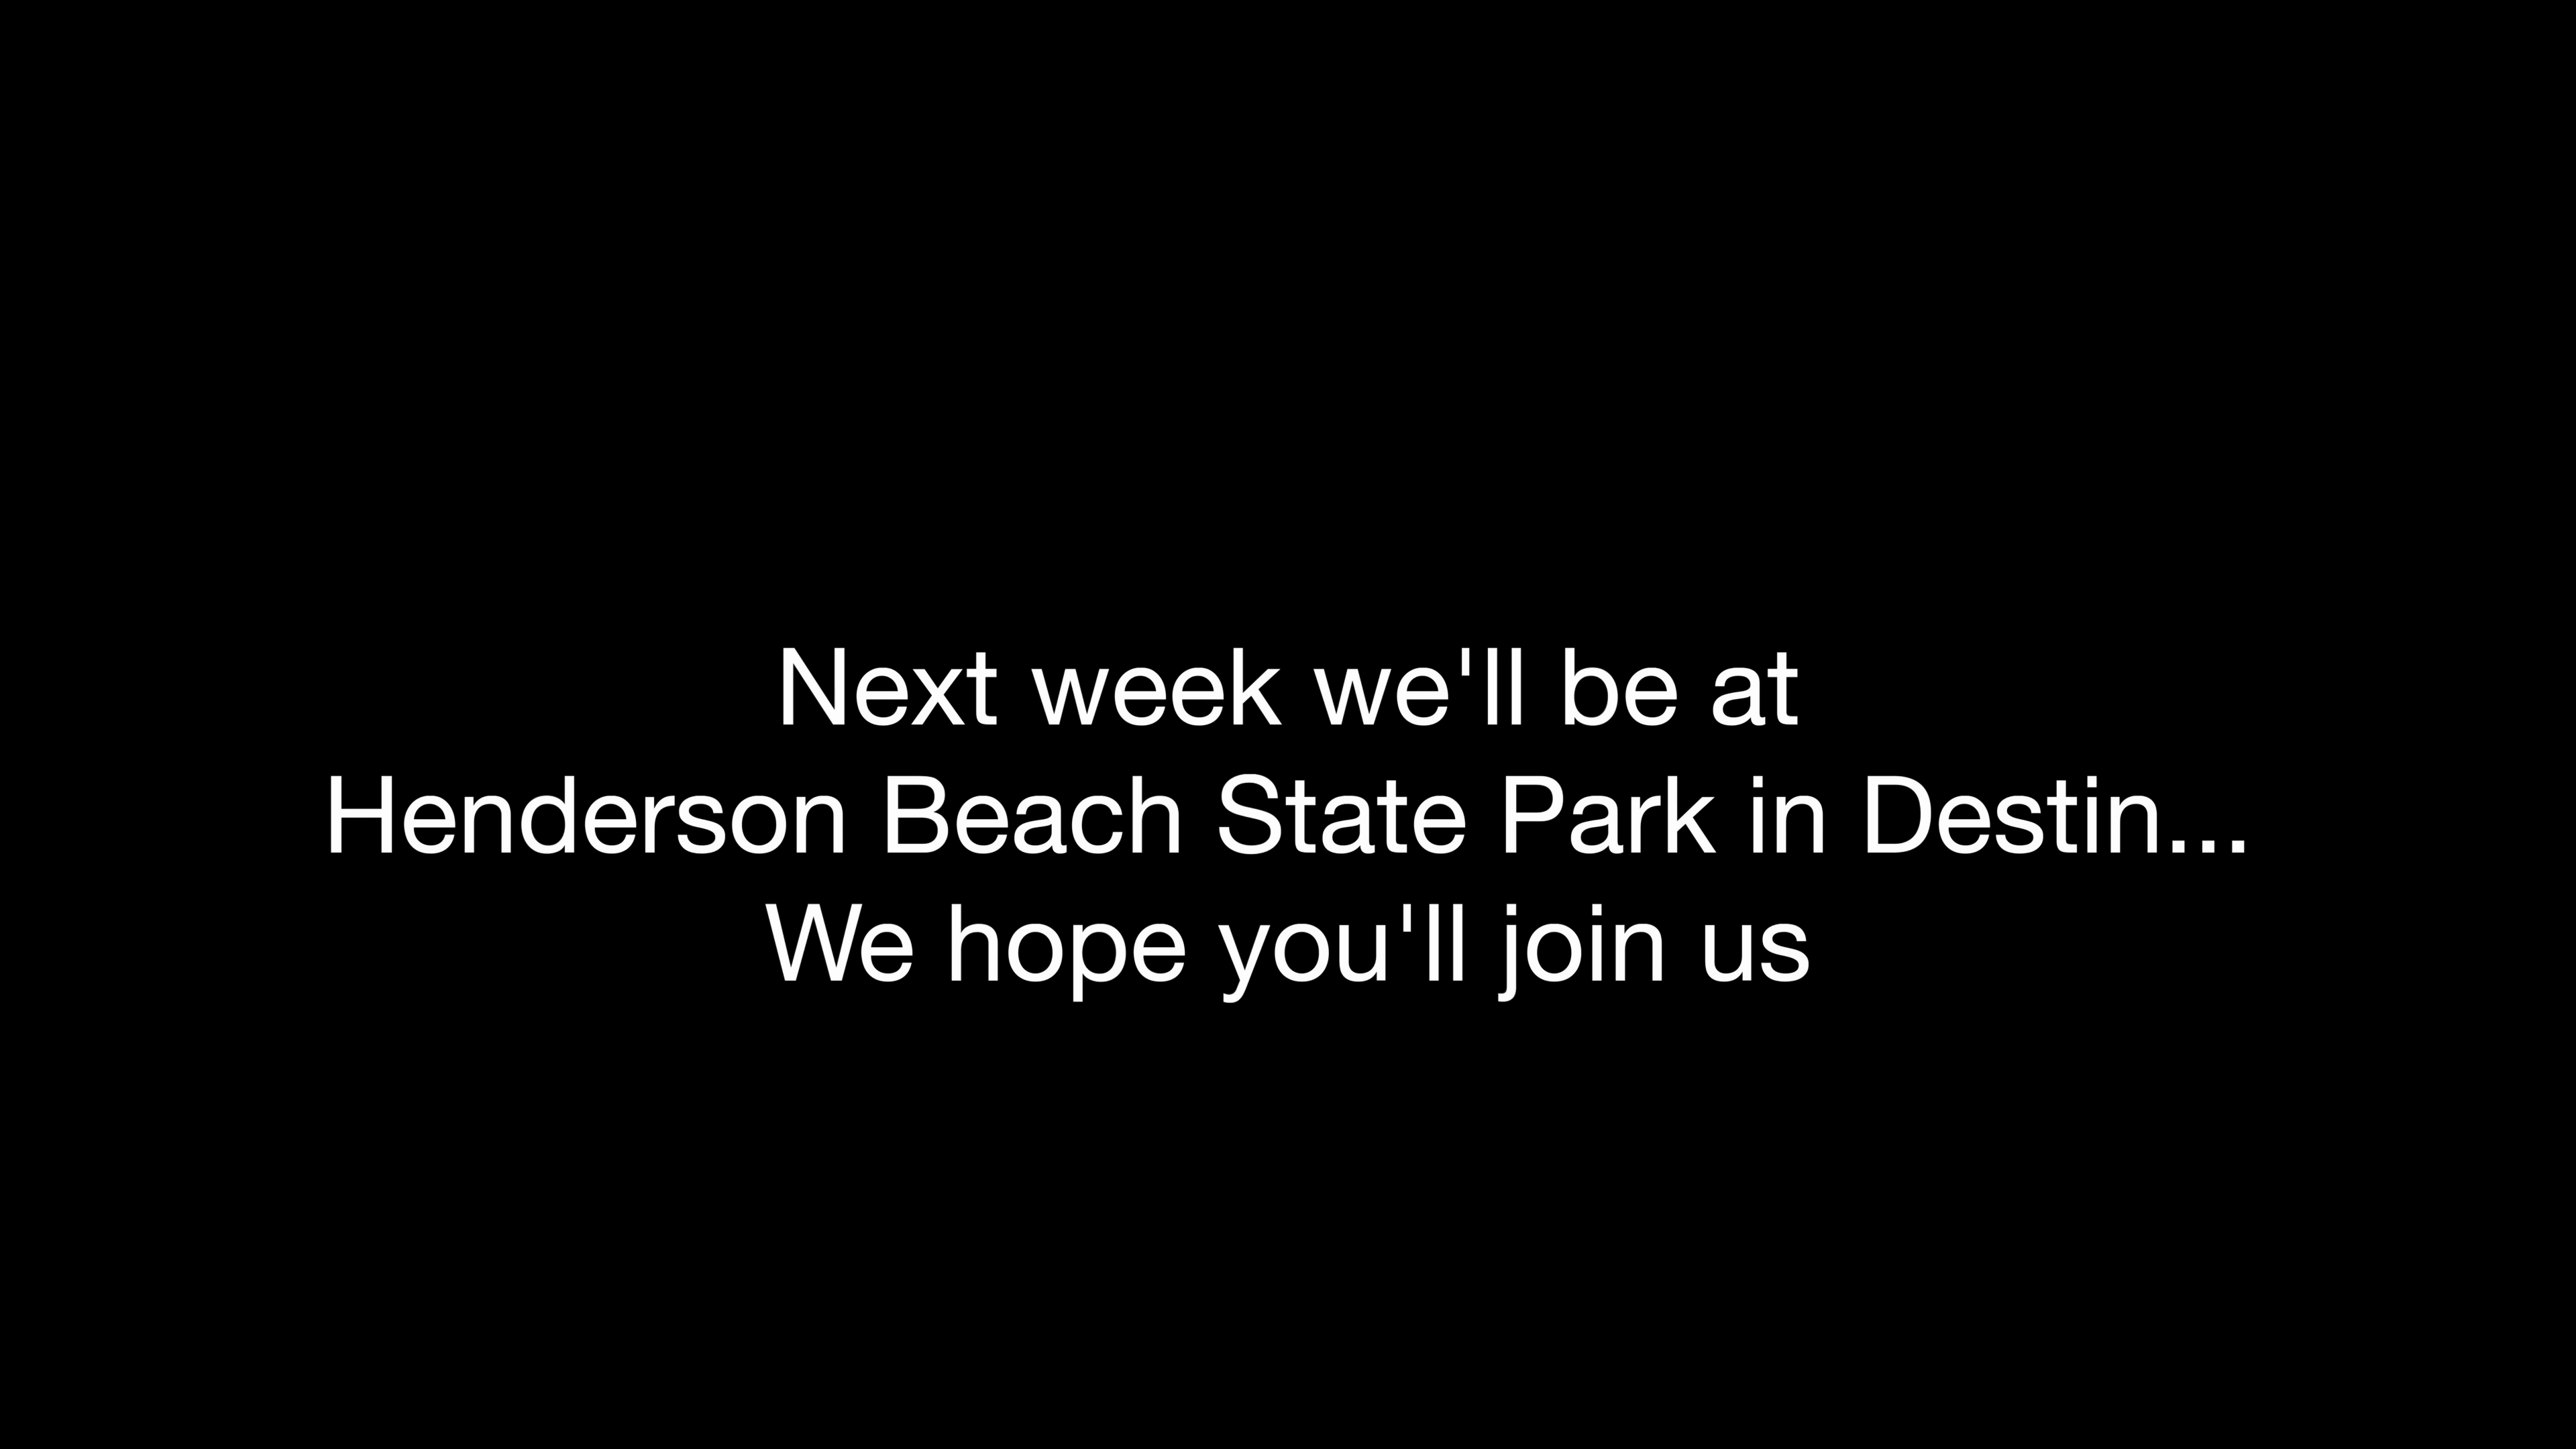 Next week we'll be at
Henderson Beach State Park in Destin...
We hope you'll join us